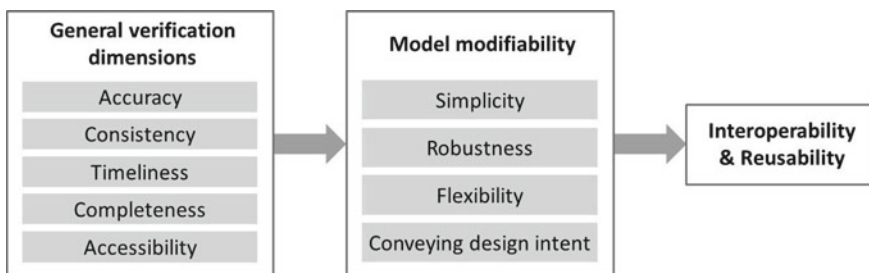 General verification
dimensions
Accuracy
Consistency
Timeliness
Completeness
Accessibility
Model modifiability
Simplicity
Robustness
Flexibility
Conveying design intent
Interoperability
& Reusability